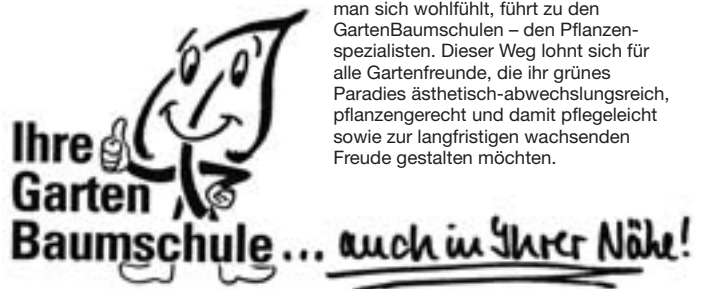 man sich wohlfühlt, führt zu den
GartenBaumschulen – den Pflanzen-
spezialisten. Dieser Weg lohnt sich für
alle Gartenfreunde, die ihr grünes
Paradies ästhetisch-abwechslungsreich,
pflanzengerecht und damit pflegeleicht
sowie zur langfristigen wachsenden
Freude gestalten möchten.
Ihre
Garten
Baumschule... auch in Ihrer Nähe!